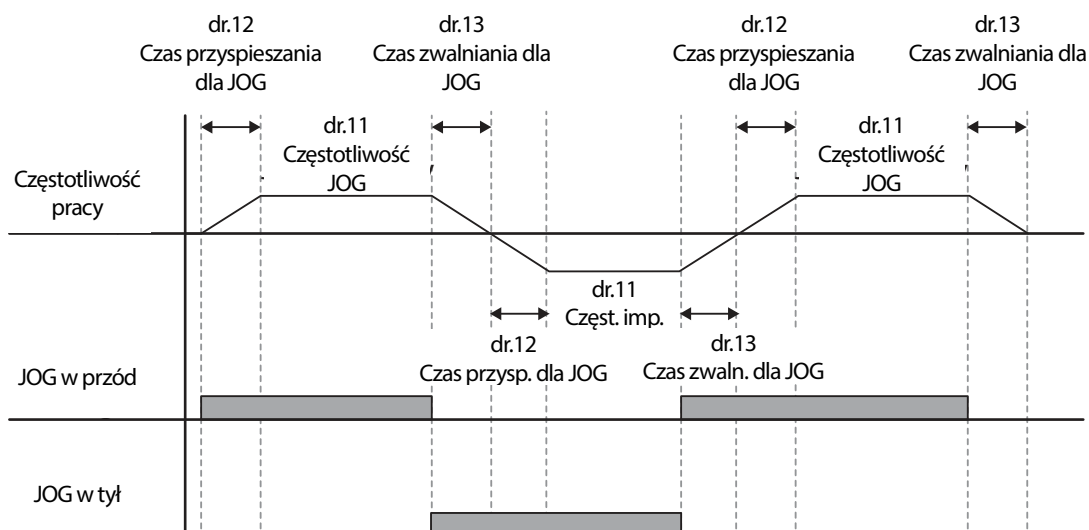 dr.12
Czas przyspieszania
dla JOG
dr.13
Czas zwalniania dla
JOG
dr.12
Czas przyspieszania
dla JOG
dr.13
Czas zwalniania dla
JOG
dr.11
Częstotliwość
JOG
dr.11
Częstotliwość
JOG
Częstotliwość
pracy
dr.11
Częst. imp.
dr.12
Czas przysp. dla JOG
dr.13
Czas zwaln. dla JOG
JOG w przód
JOG w tył